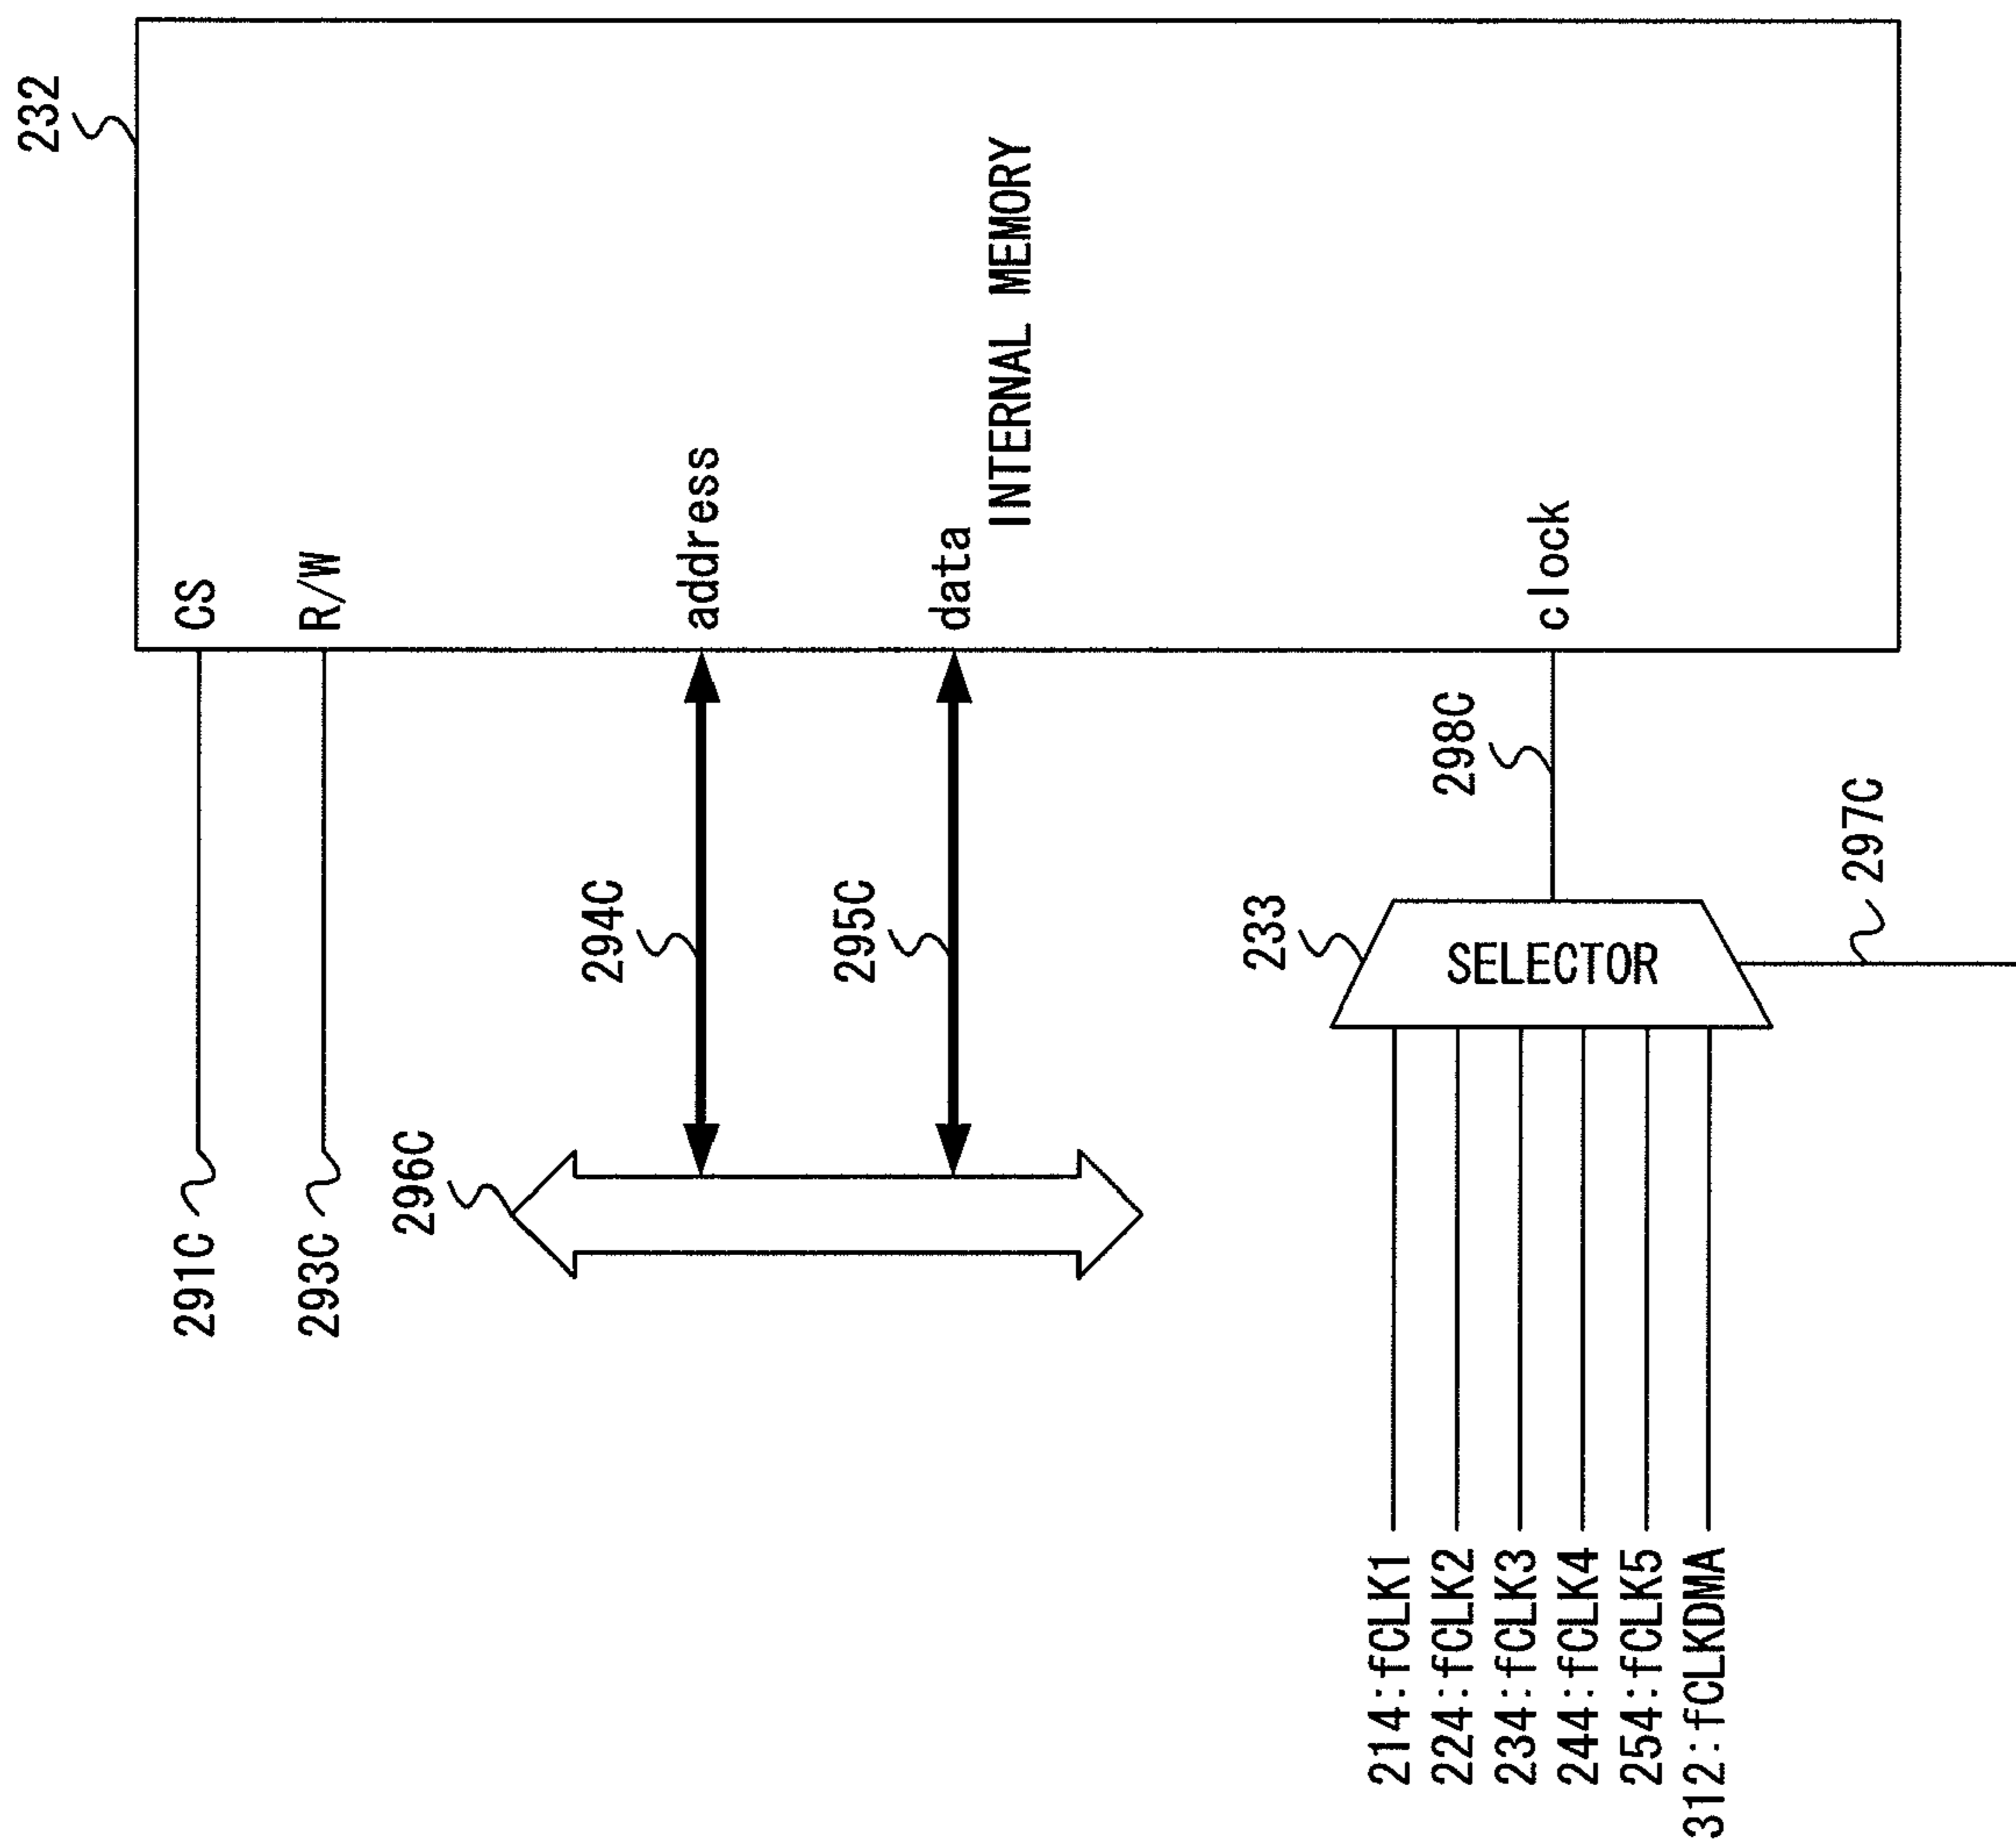 232
CS
R/W
address
data
INTERNAL MEMORY
clock
291C
293C
294C
295C
296C
298C
297C
233
SELECTOR
214:fCLK1
224:fCLK2
234:fCLK3
244:fCLK4
254:fCLK5
312:fCLKDMA